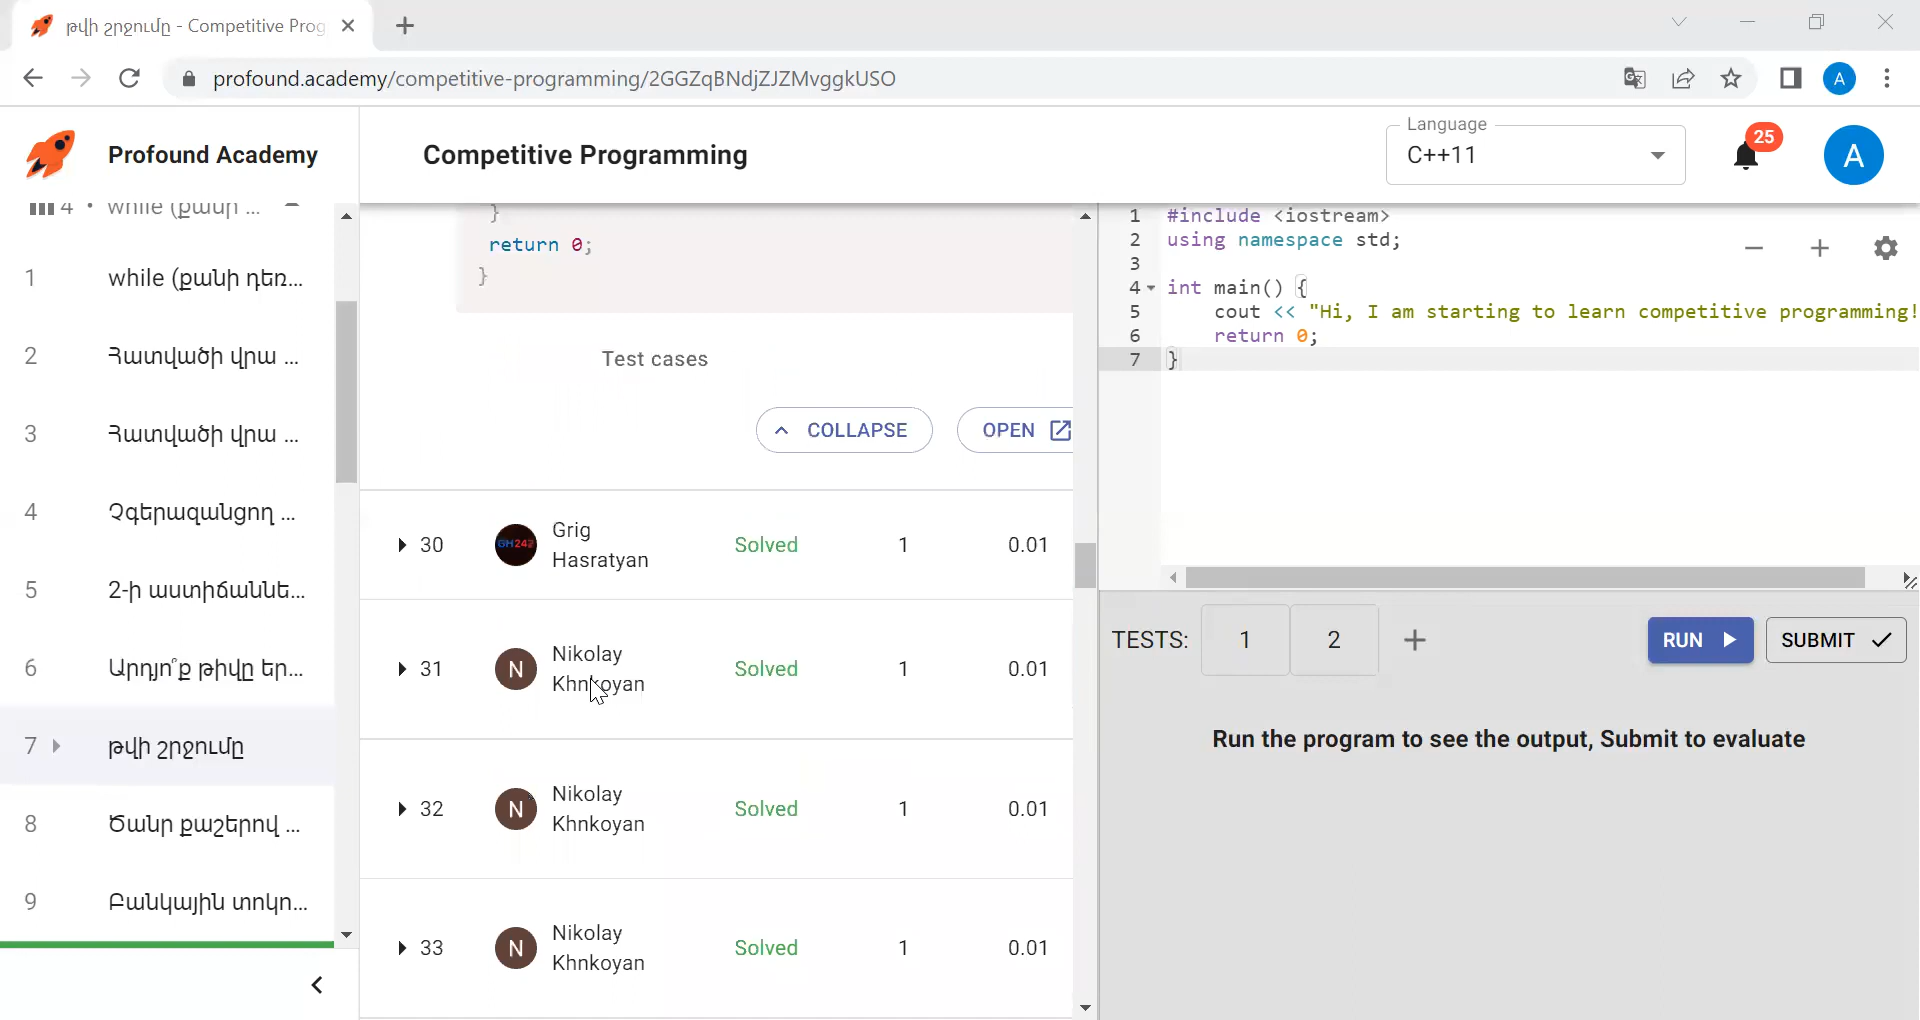 թվի շրջումը - Competitive Prog
profound.academy/competitive-programming/2GGZqBNdjZJZMvggkUSO
A
Profound Academy
Competitive Programming
Language
C++11
25
A
4 • while (քանի ...
1 while (քանի դեռ...
2 Հատվածի վրա ...
3 Հատվածի վրա ...
4 Չգերազանցող ...
5 2-ի աստիճաննե...
6 Արդյո՞ք թիվը եր...
7 թվի շրջումը
8 Ծանր քաշերով ...
9 Բանկային տոկո...
}
return 0;
}
Test cases
COLLAPSE
OPEN
30 Grig Hasratyan Solved 1 0.01
GH242
31 N Nikolay Khnkoyan Solved 1 0.01
32 N Nikolay Khnkoyan Solved 1 0.01
33 N Nikolay Khnkoyan Solved 1 0.01
1 #include <iostream>
2 using namespace std;
3
4 int main() {
5 cout << "Hi, I am starting to learn competitive programming!
6 return 0;
7 }
TESTS: 1 2 +
RUN
SUBMIT
Run the program to see the output, Submit to evaluate